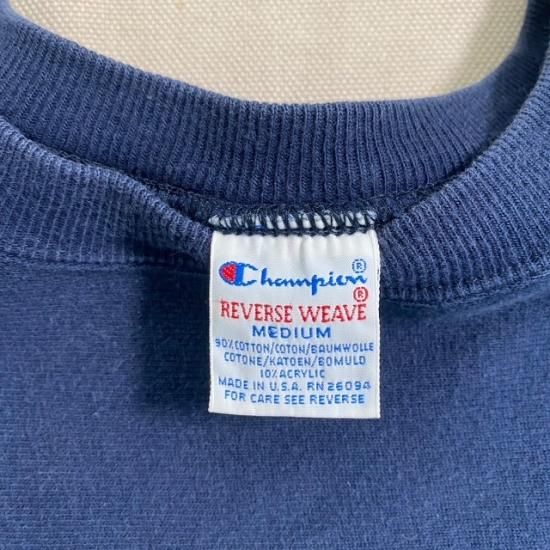 Champion®
REVERSE WEAVE®
MEDIUM
90% COTTON/COTON/BAUMWOLLE
COTONE/KATOEN/BOMULD
10% ACRYLIC
MADE IN U.S.A. RN 26094
FOR CARE SEE REVERSE